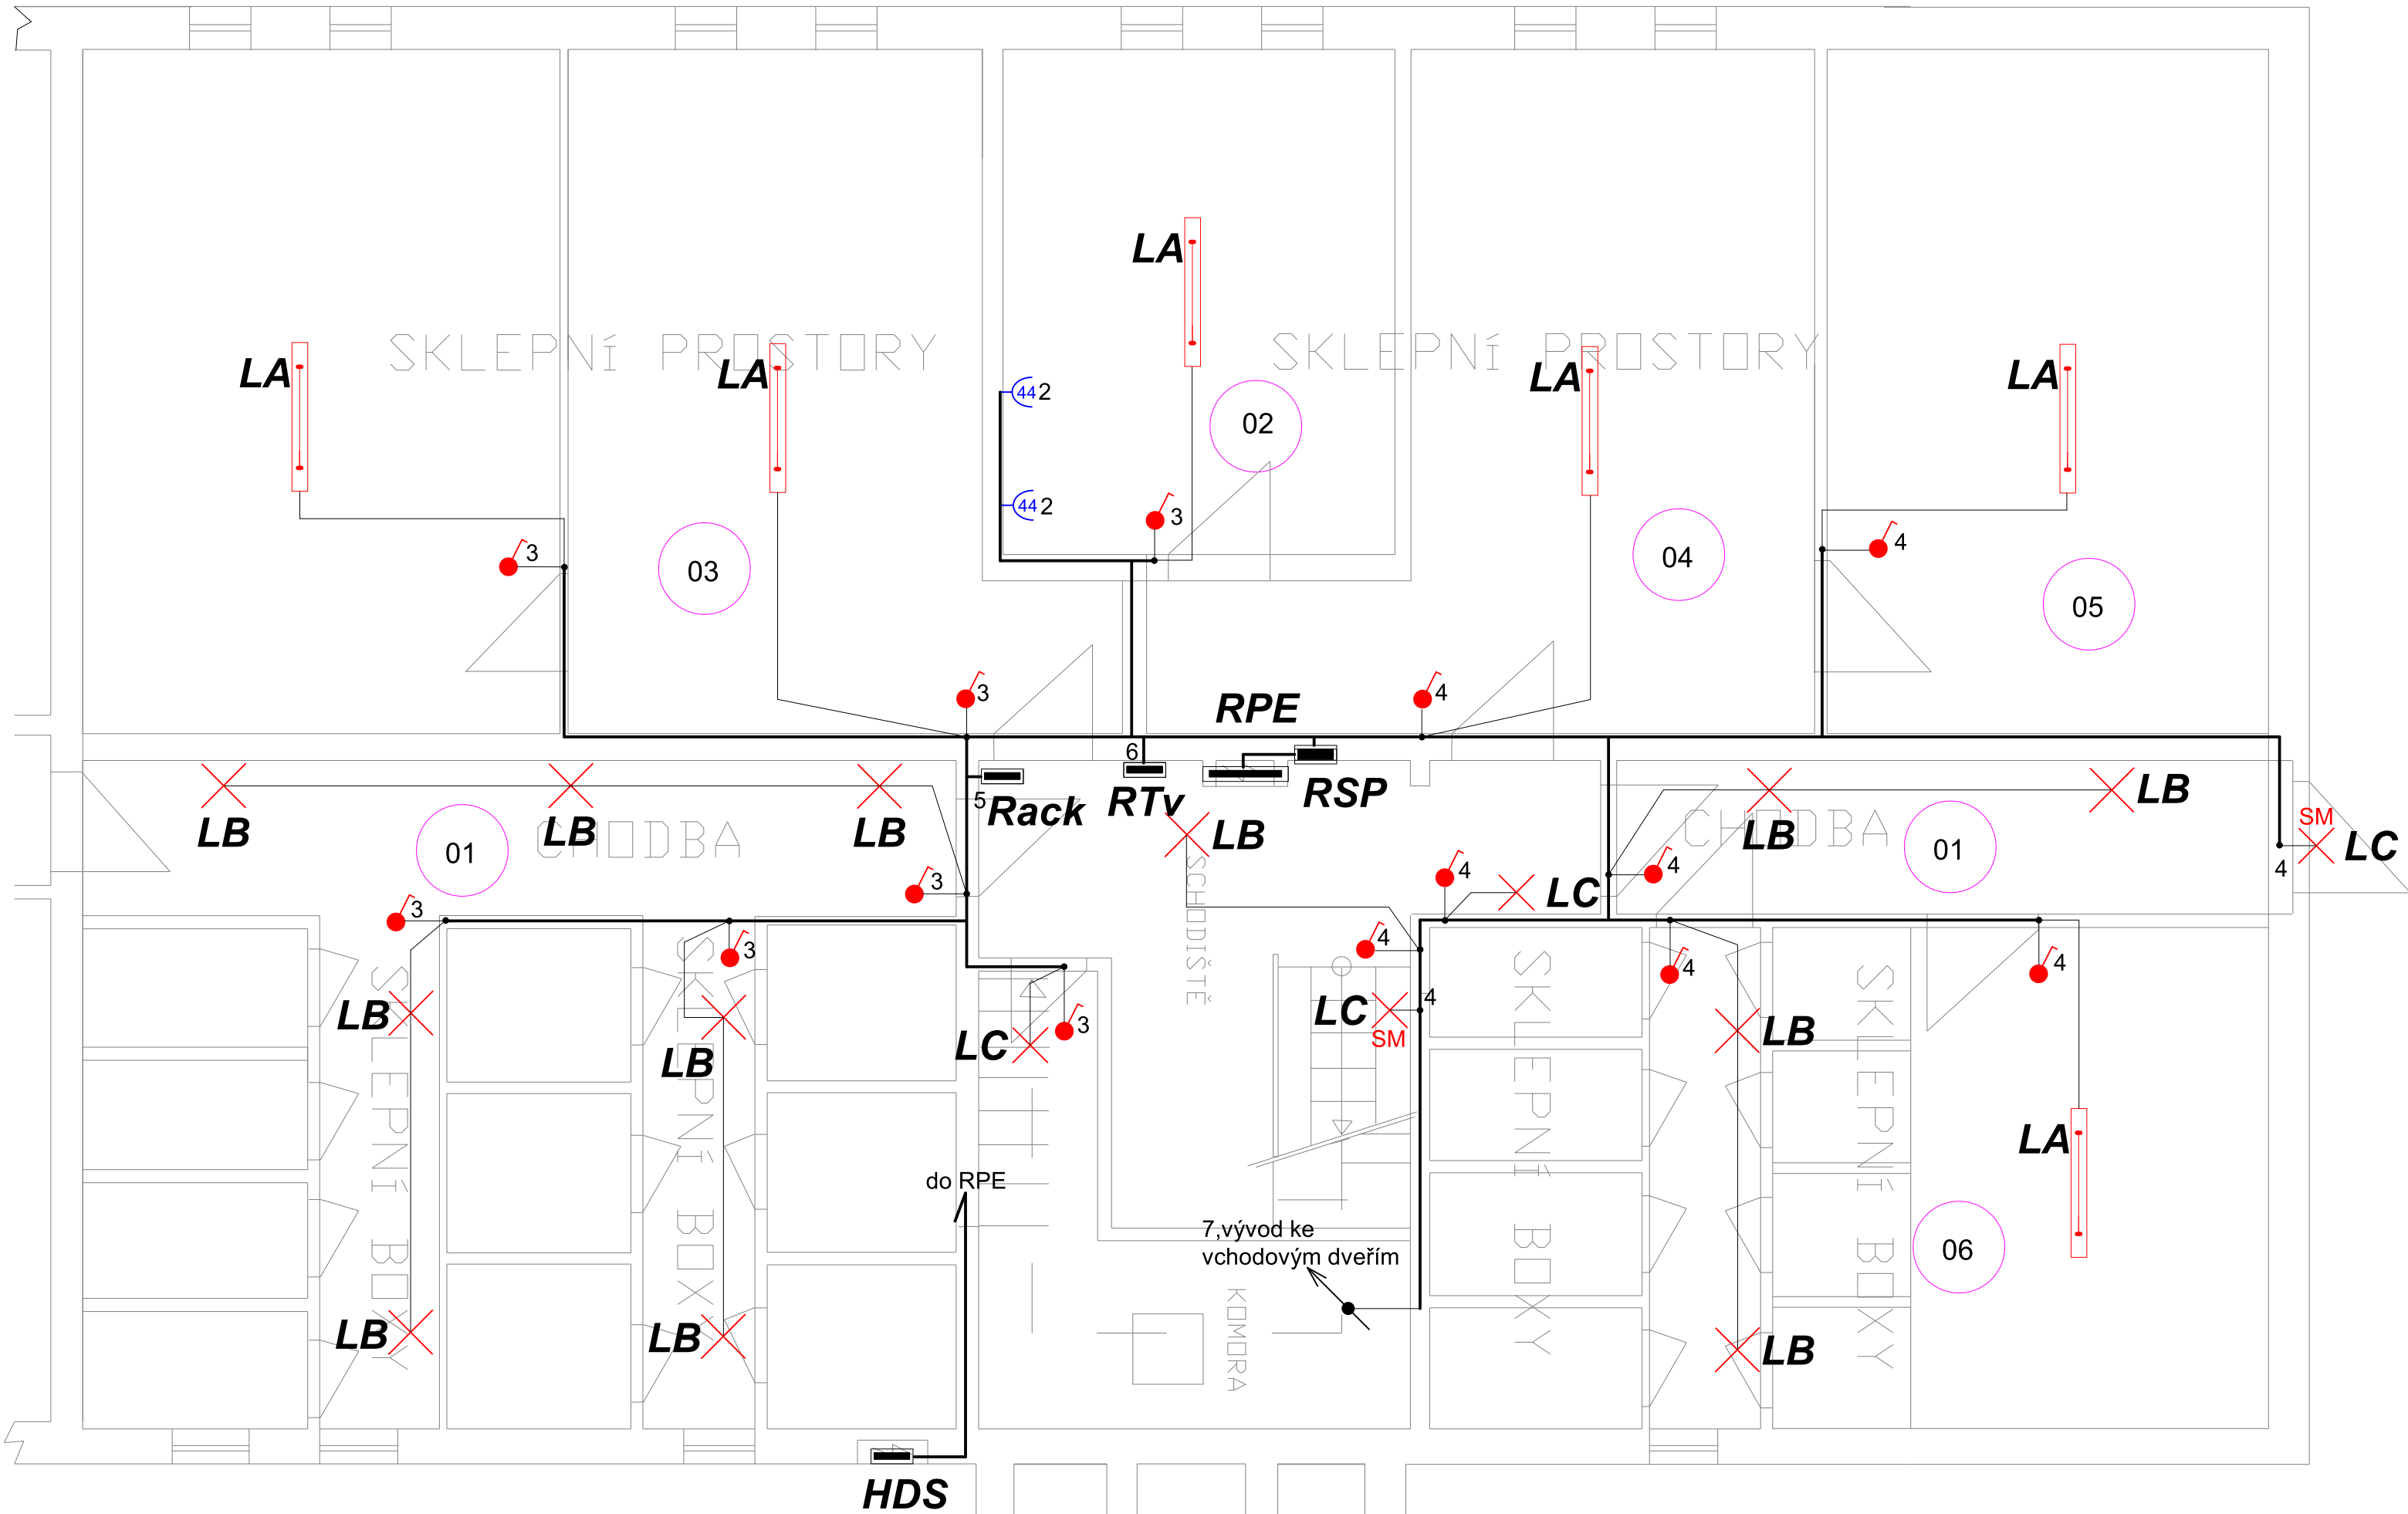 LA
SKLEPNÍ PROSTORY
SKLEPNÍ PROSTORY
LA
LA
LA
LA
44 2
02
44 2
3
3
03
04
4
05
3
4
RPE
6
RSP
5
Rack
RTv
LB
LB
LB
LB
LB
LB
SM
LC
4
01
CHODBA
CHODBA
01
3
3
3
4
4
LC
SCHODIŠTĚ
4
4
4
LB
LB
3
LC
LC
SM
4
LB
SKLEPNÍ BOXY
SKLEPNÍ BOXY
SKLEPNÍ BOXY
SKLEPNÍ BOXY
LA
do RPE
7,vývod ke
vchodovým dveřím
06
KOMORA
LB
LB
LB
HDS